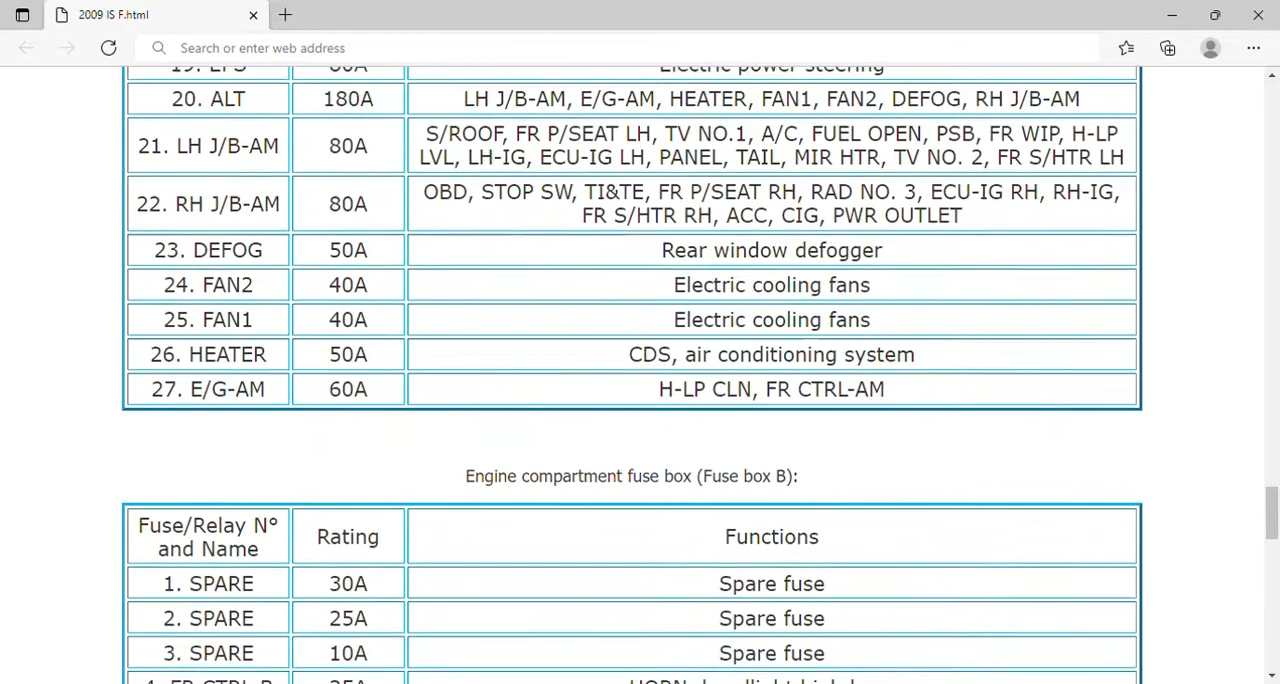 2009 IS F.html
Search or enter web address
19. EPS 80A Electric power steering
20. ALT 180A LH J/B-AM, E/G-AM, HEATER, FAN1, FAN2, DEFOG, RH J/B-AM
21. LH J/B-AM 80A S/ROOF, FR P/SEAT LH, TV NO.1, A/C, FUEL OPEN, PSB, FR WIP, H-LP
LVL, LH-IG, ECU-IG LH, PANEL, TAIL, MIR HTR, TV NO. 2, FR S/HTR LH
22. RH J/B-AM 80A OBD, STOP SW, TI&TE, FR P/SEAT RH, RAD NO. 3, ECU-IG RH, RH-IG,
FR S/HTR RH, ACC, CIG, PWR OUTLET
23. DEFOG 50A Rear window defogger
24. FAN2 40A Electric cooling fans
25. FAN1 40A Electric cooling fans
26. HEATER 50A CDS, air conditioning system
27. E/G-AM 60A H-LP CLN, FR CTRL-AM
Engine compartment fuse box (Fuse box B):
Fuse/Relay N°
and Name Rating Functions
1. SPARE 30A Spare fuse
2. SPARE 25A Spare fuse
3. SPARE 10A Spare fuse